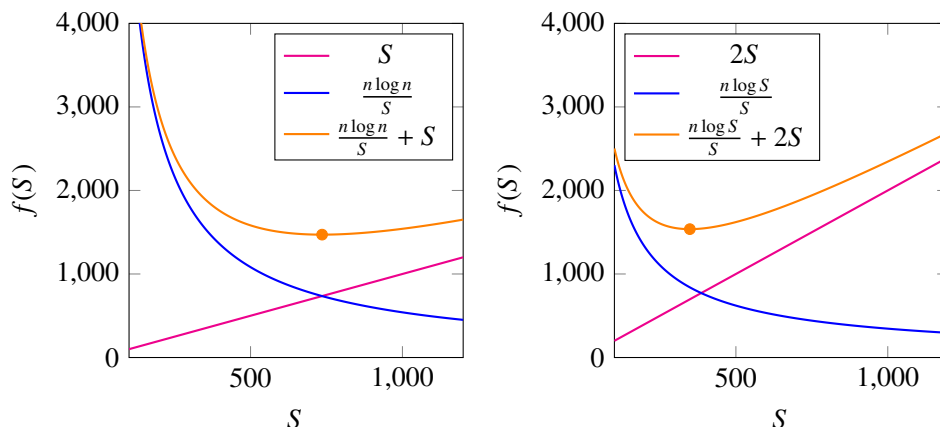 4,000
3,000
2,000
1,000
0
500
1,000
S
f(S)
S
n log n / S
n log n / S + S
4,000
3,000
2,000
1,000
0
500
1,000
S
f(S)
2S
n log S / S
n log S / S + 2S